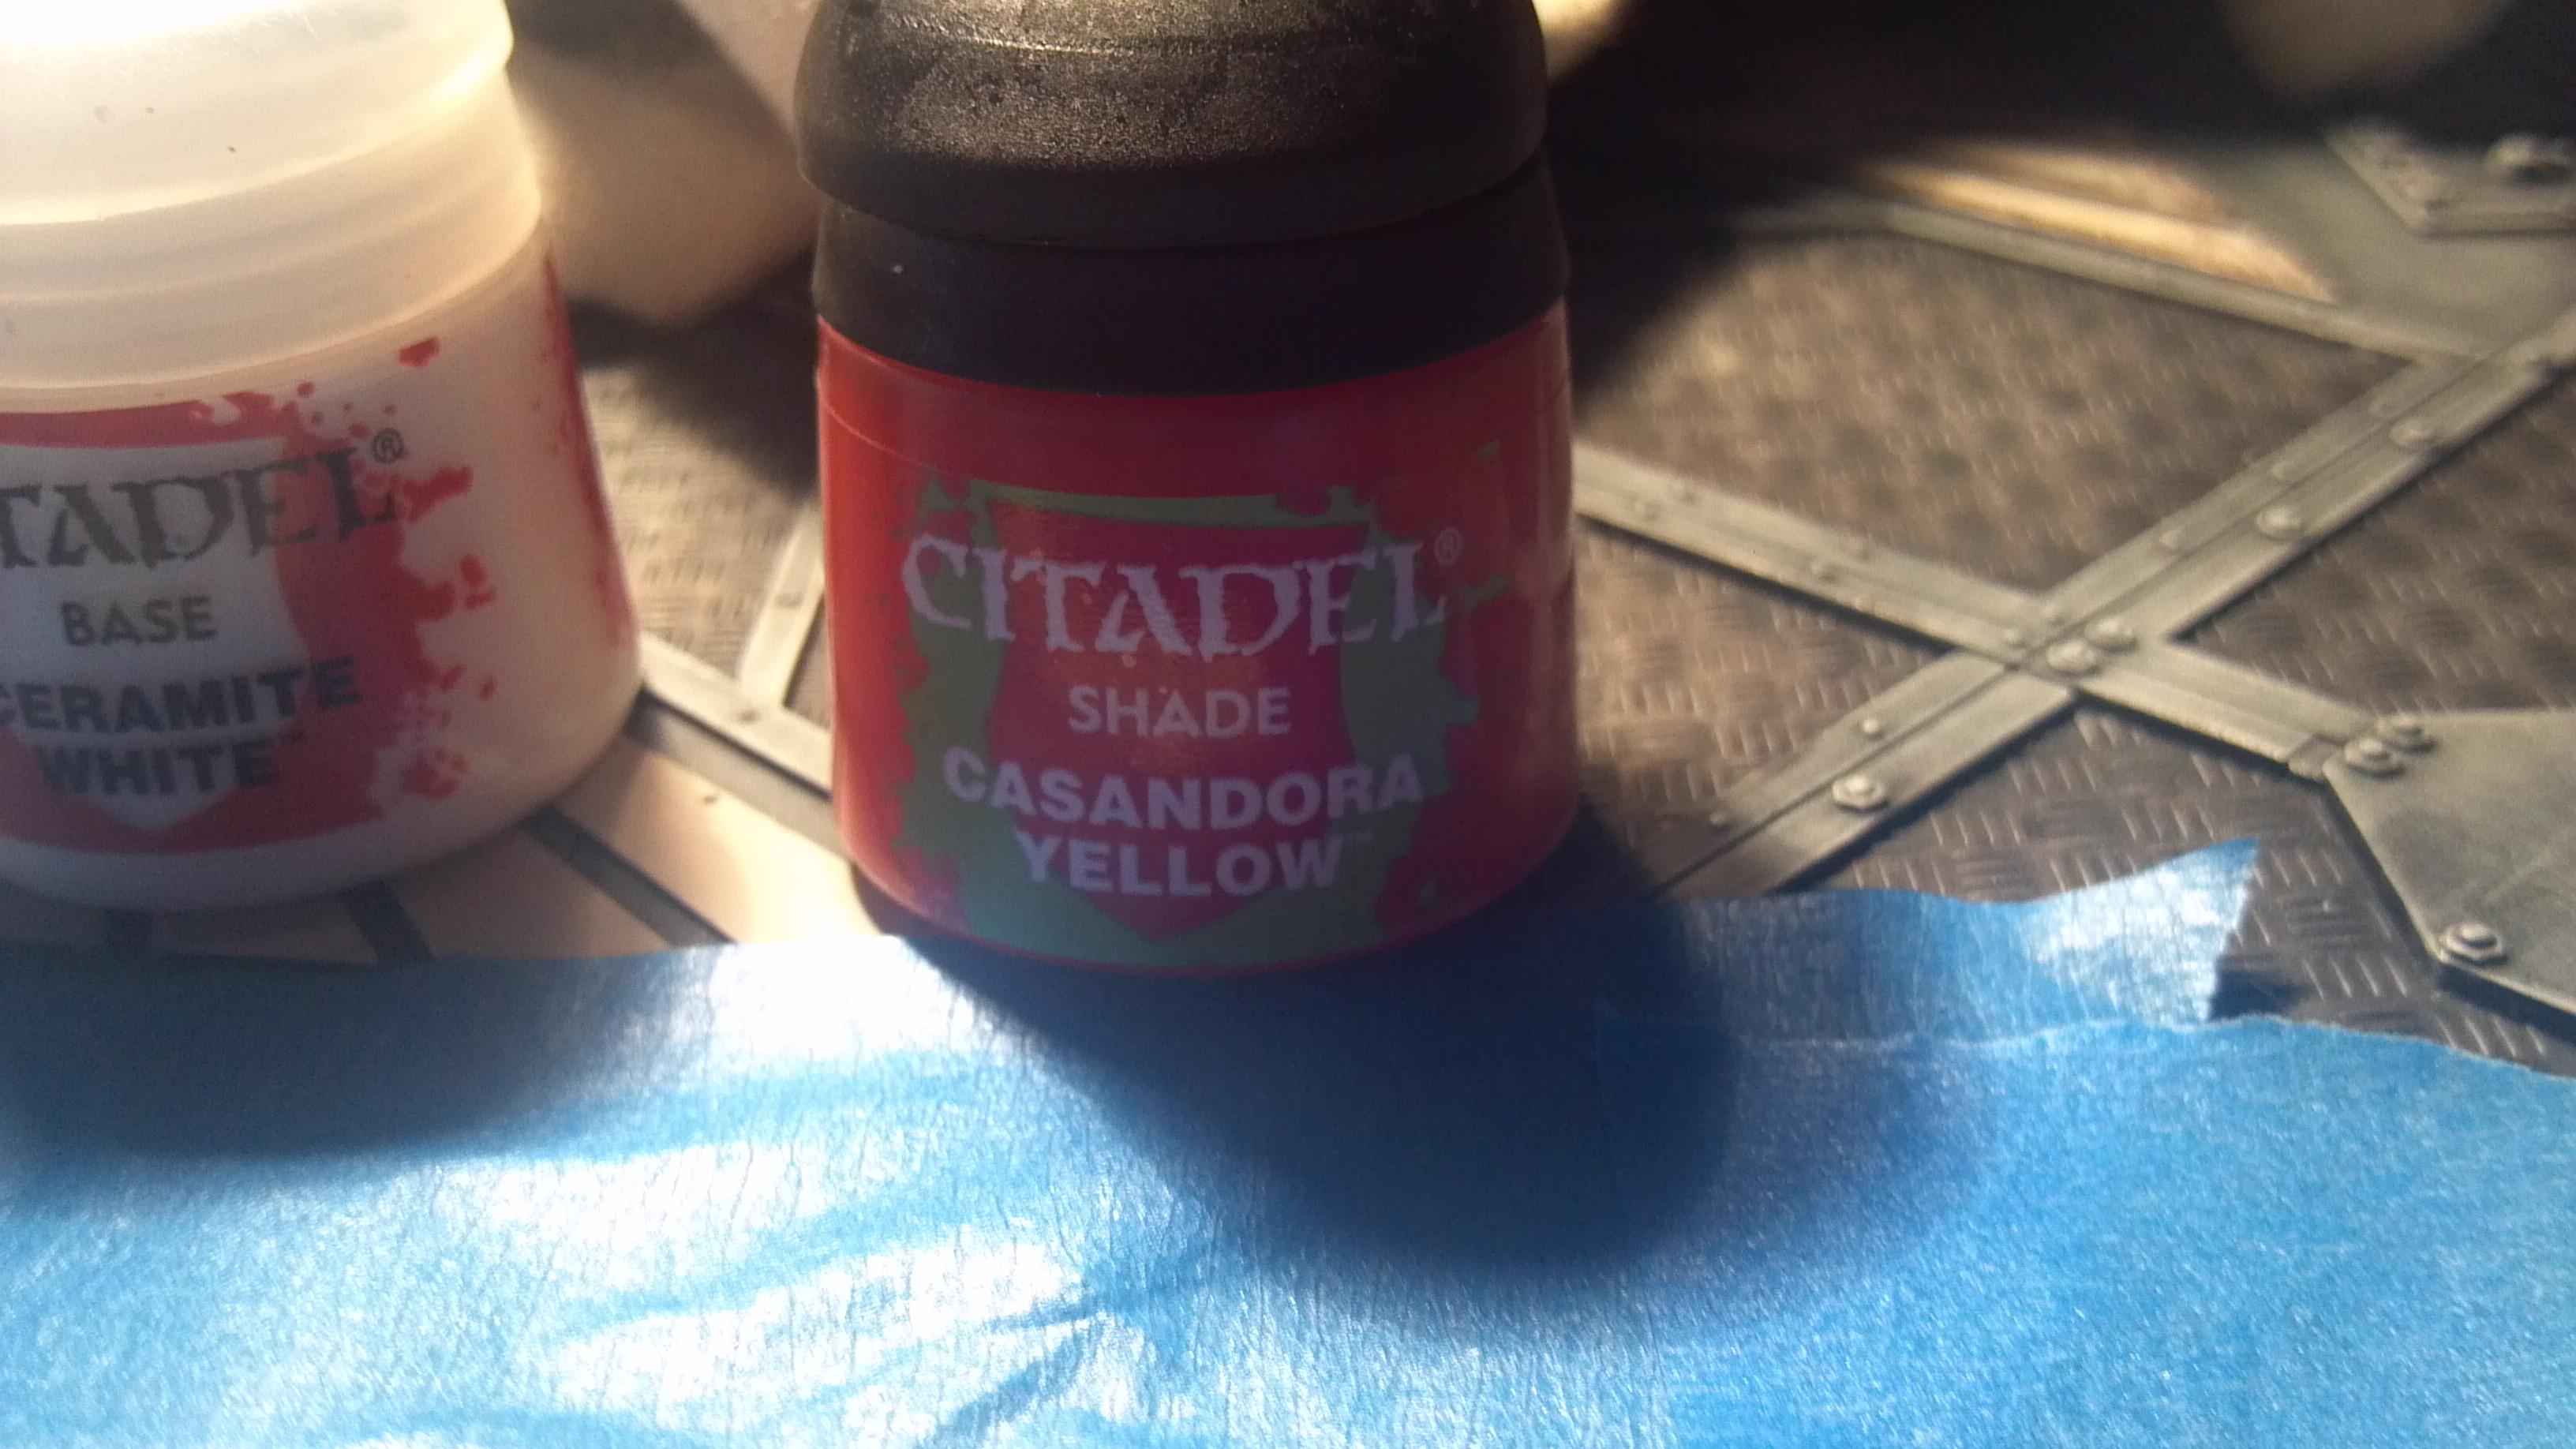 TADEL®
BASE
CERAMITE
WHITE™
CITADEL®
SHADE
CASANDORA
YELLOW™